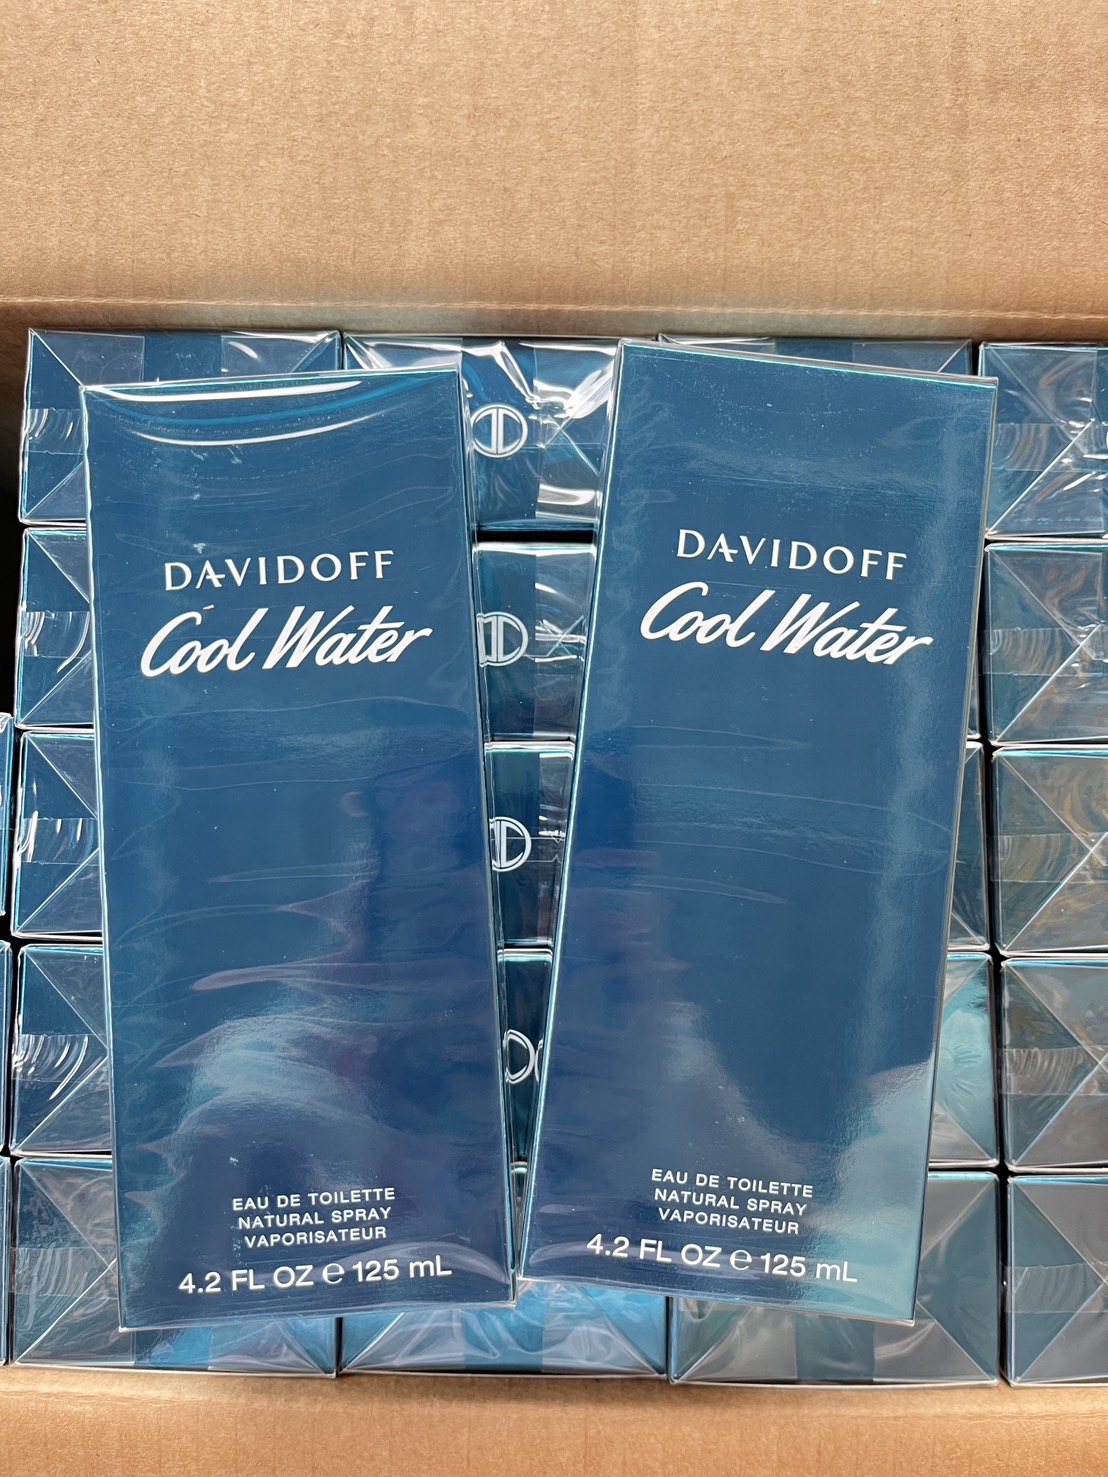 DAVIDOFF
Cool Water
EAU DE TOILETTE
NATURAL SPRAY
VAPORISATEUR
4.2 FL OZ ℮ 125 mL
DAVIDOFF
Cool Water
EAU DE TOILETTE
NATURAL SPRAY
VAPORISATEUR
4.2 FL OZ ℮ 125 mL